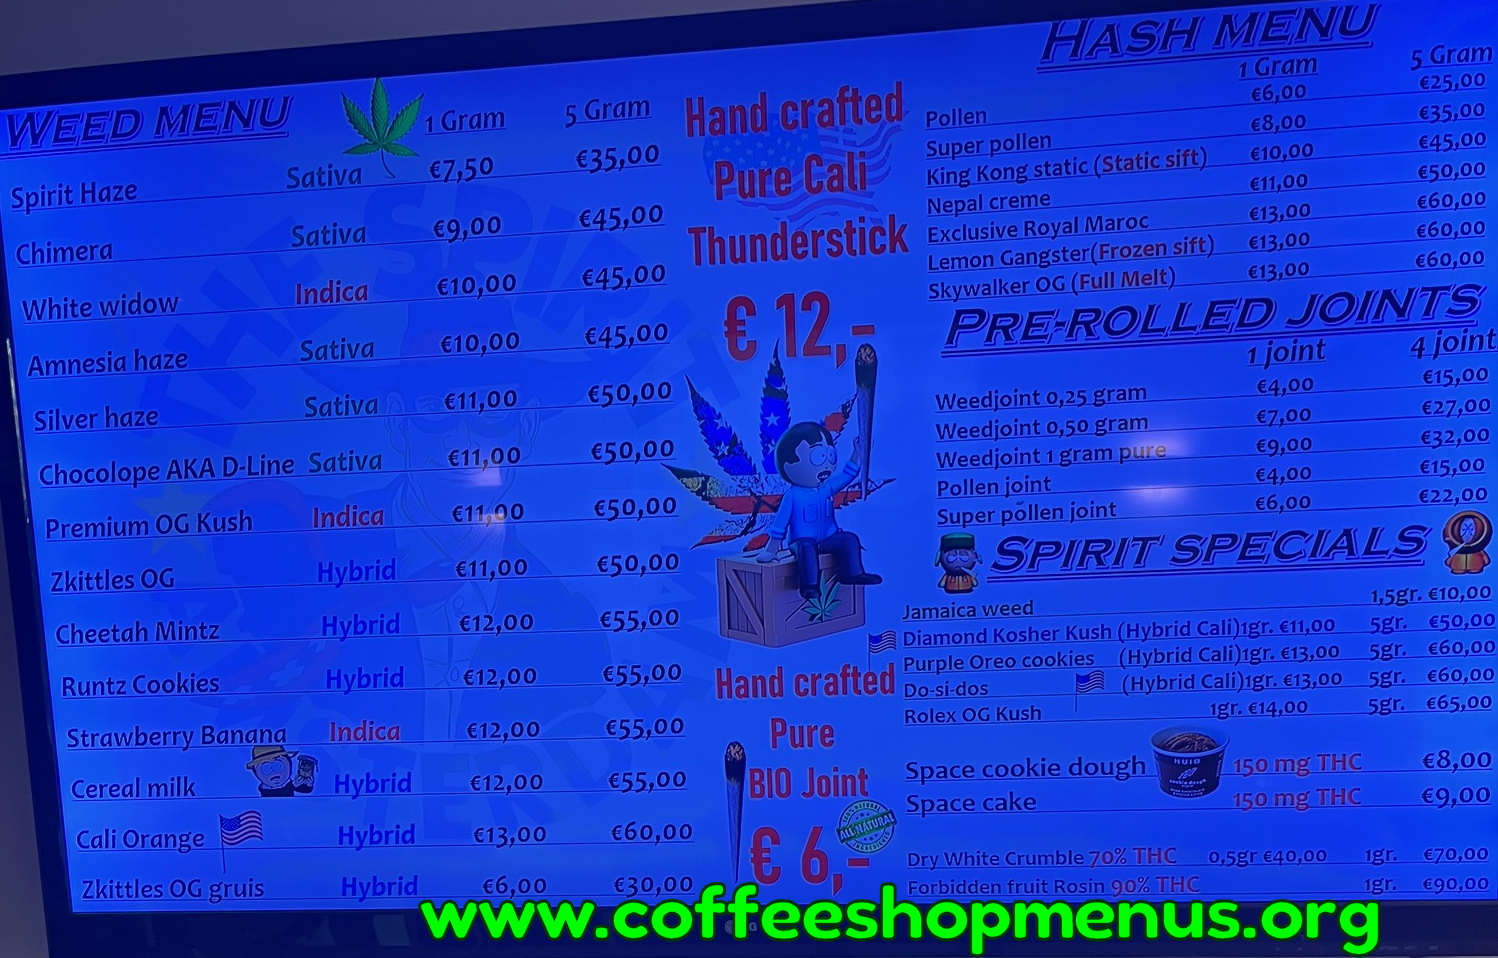 WEED MENU 1 Gram 5 Gram
Spirit Haze Sativa €7,50 €35,00
Chimera Sativa €9,00 €45,00
White widow Indica €10,00 €45,00
Amnesia haze Sativa €10,00 €45,00
Silver haze Sativa €11,00 €50,00
Chocolope AKA D-Line Sativa €11,00 €50,00
Premium OG Kush Indica €11,00 €50,00
Zkittles OG Hybrid €11,00 €50,00
Cheetah Mintz Hybrid €12,00 €55,00
Runtz Cookies Hybrid €12,00 €55,00
Strawberry Banana Indica €12,00 €55,00
Cereal milk Hybrid €12,00 €55,00
Cali Orange Hybrid €13,00 €60,00
Zkittles OG gruis Hybrid €6,00 €30,00
THE SPIRIT
AMSTERDAM
Hand crafted
Pure Cali
Thunderstick
€ 12,-
Hand crafted
Pure
BIO Joint
€ 6,-
100% NATURAL
ALL NATURAL
INGREDIENTS
HASH MENU
1 Gram 5 Gram
Pollen €6,00 €25,00
Super pollen €8,00 €35,00
King Kong static (Static sift) €10,00 €45,00
Nepal creme €11,00 €50,00
Exclusive Royal Maroc €13,00 €60,00
Lemon Gangster(Frozen sift) €13,00 €60,00
Skywalker OG (Full Melt) €13,00 €60,00
PRE-ROLLED JOINTS
1 joint 4 joint
Weedjoint 0,25 gram €4,00 €15,00
Weedjoint 0,50 gram €7,00 €27,00
Weedjoint 1 gram pure €9,00 €32,00
Pollen joint €4,00 €15,00
Super pollen joint €6,00 €22,00
SPIRIT SPECIALS
Jamaica weed 1,5gr. €10,00
Diamond Kosher Kush (Hybrid Cali)1gr. €11,00 5gr. €50,00
Purple Oreo cookies (Hybrid Cali)1gr. €13,00 5gr. €60,00
Do-si-dos (Hybrid Cali)1gr. €13,00 5gr. €60,00
Rolex OG Kush 1gr. €14,00 5gr. €65,00
HUIG
cookie dough
Space cookie dough 150 mg THC €8,00
Space cake 150 mg THC €9,00
Dry White Crumble 70% THC 0,5gr €40,00 1gr. €70,00
Forbidden fruit Rosin 90% THC 1gr. €90,00
www.coffeeshopmenus.org